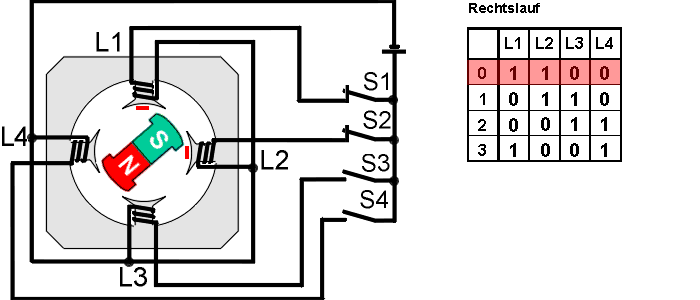 Rechtslauf
L1
L1 L2 L3 L4
0 1 1 0 0
S1
1 0 1 1 0
S2
2 0 0 1 1
L4
S
N
L2
3 1 0 0 1
S3
S4
L3